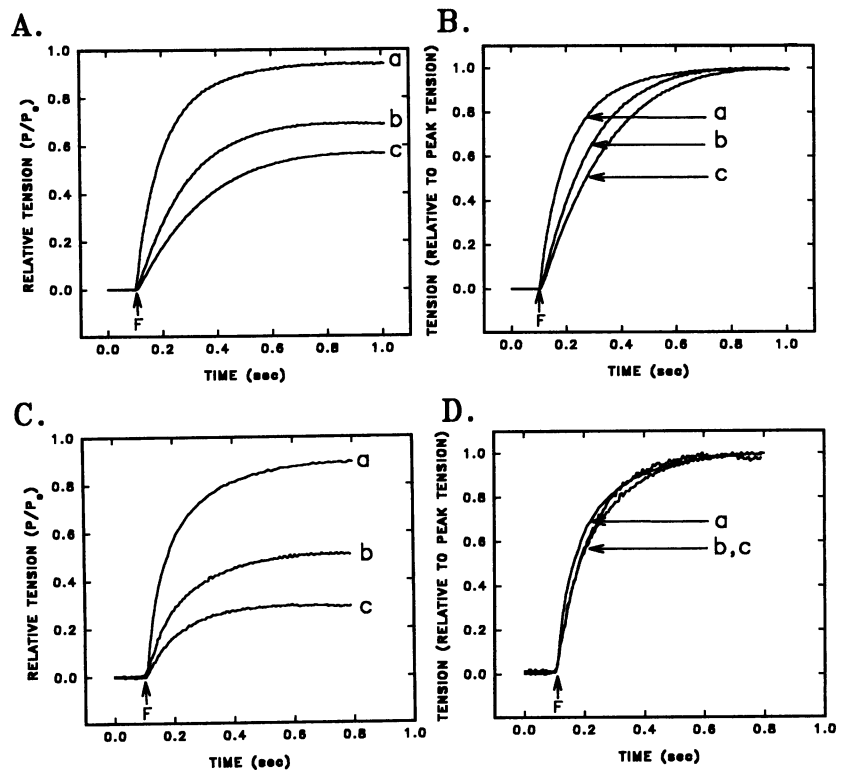 A.
RELATIVE TENSION (P/Pₒ)
1.0
0.8
0.6
0.4
0.2
0.0
a
b
c
F
0.0 0.2 0.4 0.6 0.8 1.0
TIME (sec)
B.
TENSION (RELATIVE TO PEAK TENSION)
1.0
0.8
0.6
0.4
0.2
0.0
a
b
c
F
0.0 0.2 0.4 0.6 0.8 1.0
TIME (sec)
C.
RELATIVE TENSION (P/Pₒ)
1.0
0.8
0.6
0.4
0.2
0.0
a
b
c
F
0.0 0.2 0.4 0.6 0.8 1.0
TIME (sec)
D.
TENSION (RELATIVE TO PEAK TENSION)
1.0
0.8
0.6
0.4
0.2
0.0
a
b,c
F
0.0 0.2 0.4 0.6 0.8 1.0
TIME (sec)